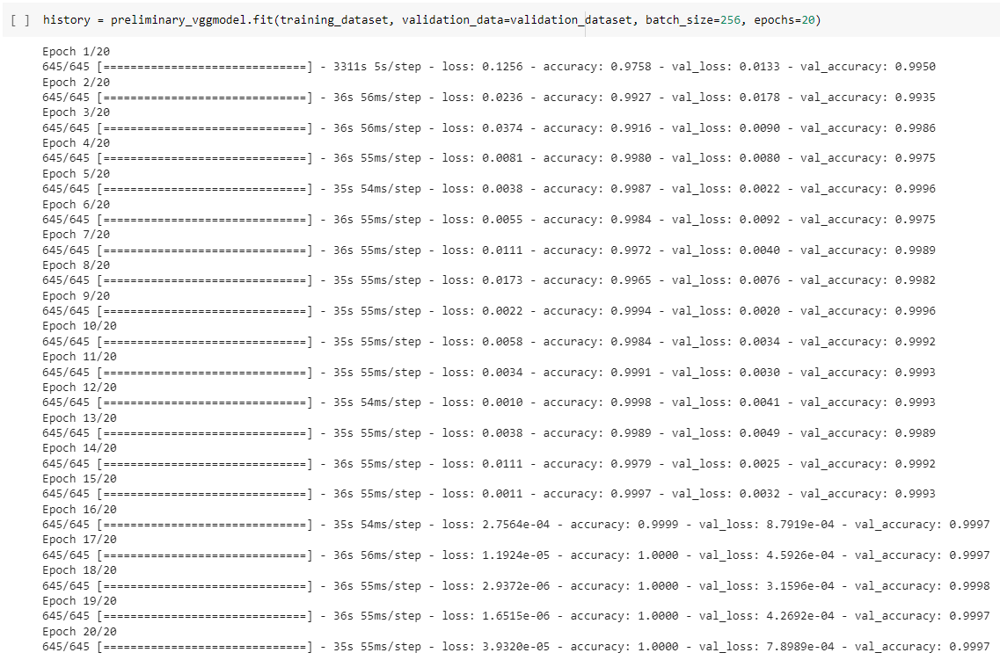 [ ] history = preliminary_vggmodel.fit(training_dataset, validation_data=validation_dataset, batch_size=256, epochs=20)
Epoch 1/20
645/645 [==============================] - 3311s 5s/step - loss: 0.1256 - accuracy: 0.9758 - val_loss: 0.0133 - val_accuracy: 0.9950
Epoch 2/20
645/645 [==============================] - 36s 56ms/step - loss: 0.0236 - accuracy: 0.9927 - val_loss: 0.0178 - val_accuracy: 0.9935
Epoch 3/20
645/645 [==============================] - 36s 56ms/step - loss: 0.0374 - accuracy: 0.9916 - val_loss: 0.0090 - val_accuracy: 0.9986
Epoch 4/20
645/645 [==============================] - 36s 55ms/step - loss: 0.0081 - accuracy: 0.9980 - val_loss: 0.0080 - val_accuracy: 0.9975
Epoch 5/20
645/645 [==============================] - 35s 54ms/step - loss: 0.0038 - accuracy: 0.9987 - val_loss: 0.0022 - val_accuracy: 0.9996
Epoch 6/20
645/645 [==============================] - 36s 55ms/step - loss: 0.0055 - accuracy: 0.9984 - val_loss: 0.0092 - val_accuracy: 0.9975
Epoch 7/20
645/645 [==============================] - 36s 55ms/step - loss: 0.0111 - accuracy: 0.9972 - val_loss: 0.0040 - val_accuracy: 0.9989
Epoch 8/20
645/645 [==============================] - 35s 55ms/step - loss: 0.0173 - accuracy: 0.9965 - val_loss: 0.0076 - val_accuracy: 0.9982
Epoch 9/20
645/645 [==============================] - 35s 55ms/step - loss: 0.0022 - accuracy: 0.9994 - val_loss: 0.0020 - val_accuracy: 0.9996
Epoch 10/20
645/645 [==============================] - 35s 55ms/step - loss: 0.0058 - accuracy: 0.9984 - val_loss: 0.0034 - val_accuracy: 0.9992
Epoch 11/20
645/645 [==============================] - 35s 55ms/step - loss: 0.0034 - accuracy: 0.9991 - val_loss: 0.0030 - val_accuracy: 0.9993
Epoch 12/20
645/645 [==============================] - 35s 54ms/step - loss: 0.0010 - accuracy: 0.9998 - val_loss: 0.0041 - val_accuracy: 0.9993
Epoch 13/20
645/645 [==============================] - 35s 55ms/step - loss: 0.0038 - accuracy: 0.9989 - val_loss: 0.0049 - val_accuracy: 0.9989
Epoch 14/20
645/645 [==============================] - 36s 55ms/step - loss: 0.0111 - accuracy: 0.9979 - val_loss: 0.0025 - val_accuracy: 0.9992
Epoch 15/20
645/645 [==============================] - 36s 55ms/step - loss: 0.0011 - accuracy: 0.9997 - val_loss: 0.0032 - val_accuracy: 0.9993
Epoch 16/20
645/645 [==============================] - 35s 54ms/step - loss: 2.7564e-04 - accuracy: 0.9999 - val_loss: 8.7919e-04 - val_accuracy: 0.9997
Epoch 17/20
645/645 [==============================] - 36s 56ms/step - loss: 1.1924e-05 - accuracy: 1.0000 - val_loss: 4.5926e-04 - val_accuracy: 0.9997
Epoch 18/20
645/645 [==============================] - 36s 55ms/step - loss: 2.9372e-06 - accuracy: 1.0000 - val_loss: 3.1596e-04 - val_accuracy: 0.9998
Epoch 19/20
645/645 [==============================] - 36s 55ms/step - loss: 1.6515e-06 - accuracy: 1.0000 - val_loss: 4.2692e-04 - val_accuracy: 0.9997
Epoch 20/20
645/645 [==============================] - 35s 55ms/step - loss: 3.9320e-05 - accuracy: 1.0000 - val_loss: 7.8989e-04 - val_accuracy: 0.9997